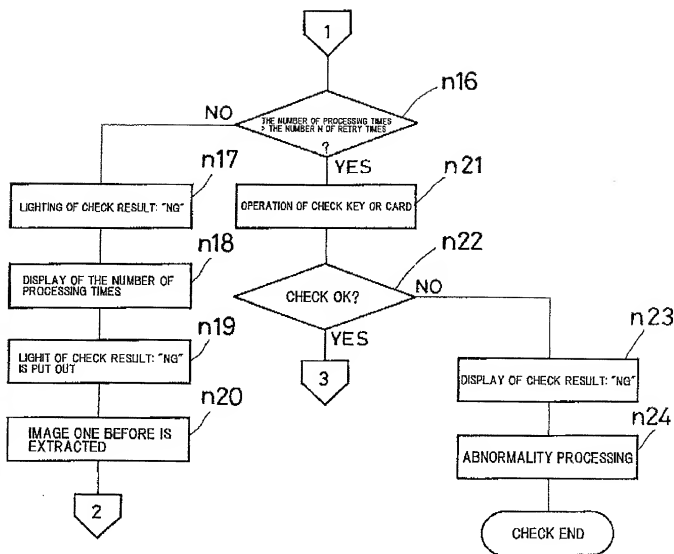 1
n16
THE NUMBER OF PROCESSING TIMES
> THE NUMBER N OF RETRY TIMES
?
NO
YES
n17
LIGHTING OF CHECK RESULT: "NG"
n21
OPERATION OF CHECK KEY OR CARD
n18
DISPLAY OF THE NUMBER OF
PROCESSING TIMES
n22
CHECK OK?
NO
YES
n19
LIGHIT OF CHECK RESULT: "NG"
IS PUT OUT
3
n23
DISPLAY OF CHECK RESULT: "NG"
n20
IMAGE ONE BEFORE IS
EXTRACTED
n24
ABNORMALITY PROCESSING
2
CHECK END